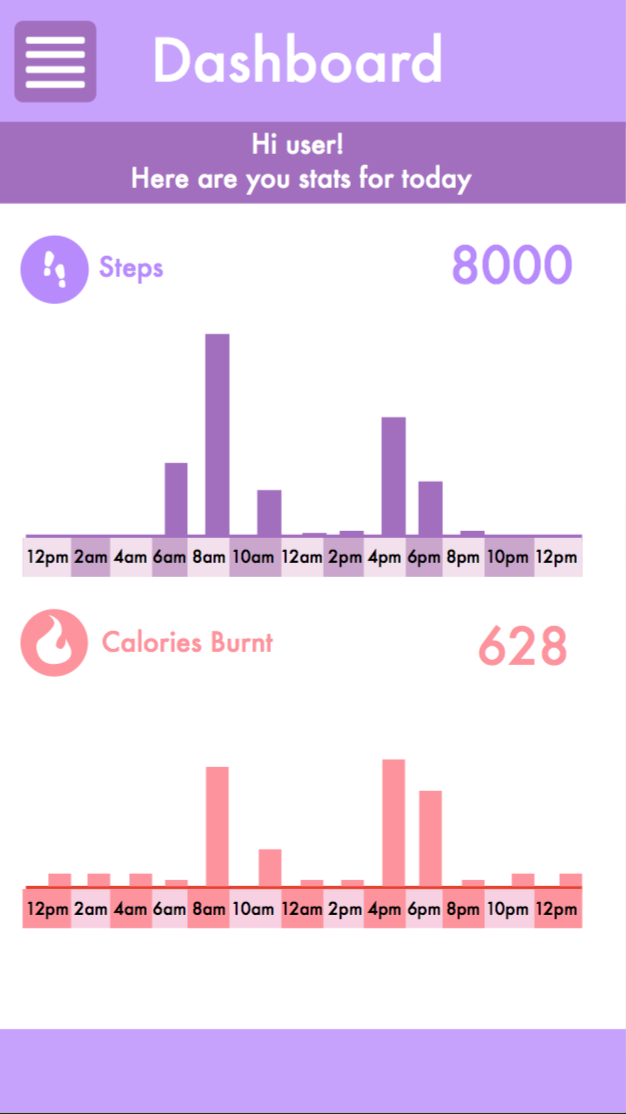 Dashboard
Hi user!
Here are you stats for today
Steps
8000
12pm 2am 4am 6am 8am 10am 12am 2pm 4pm 6pm 8pm 10pm 12pm
Calories Burnt
628
12pm 2am 4am 6am 8am 10am 12am 2pm 4pm 6pm 8pm 10pm 12pm